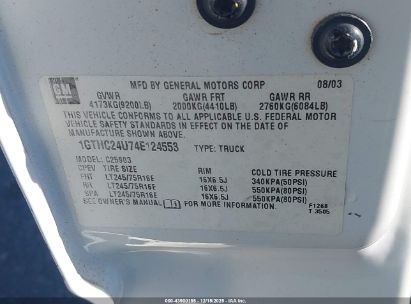 GM
MFD BY GENERAL MOTORS CORP 08/03
GVWR GAWR FRT GAWR RR
4173KG(9200LB) 2000KG(4410LB) 2760KG(6084LB)
THIS VEHICLE CONFORMS TO ALL APPLICABLE U.S. FEDERAL MOTOR
VEHICLE SAFETY STANDARDS IN EFFECT ON THE DATE OF
MANUFACTURE SHOWN ABOVE.
1GTHC24U74E124553 TYPE: TRUCK
C25903
CPEV TIRE SIZE RIM COLD TIRE PRESSURE
FNT LT245/75R16E 16X6.5J 340KPA(50PSI)
RR LT245/75R16E 16X6.5J 550KPA(80PSI)
SPA LT245/75R16E 16X6.5J 550KPA(80PSI)
SEE OWNER'S MANUAL FOR MORE INFORMATION. F1268
T 3505
12/18/2025